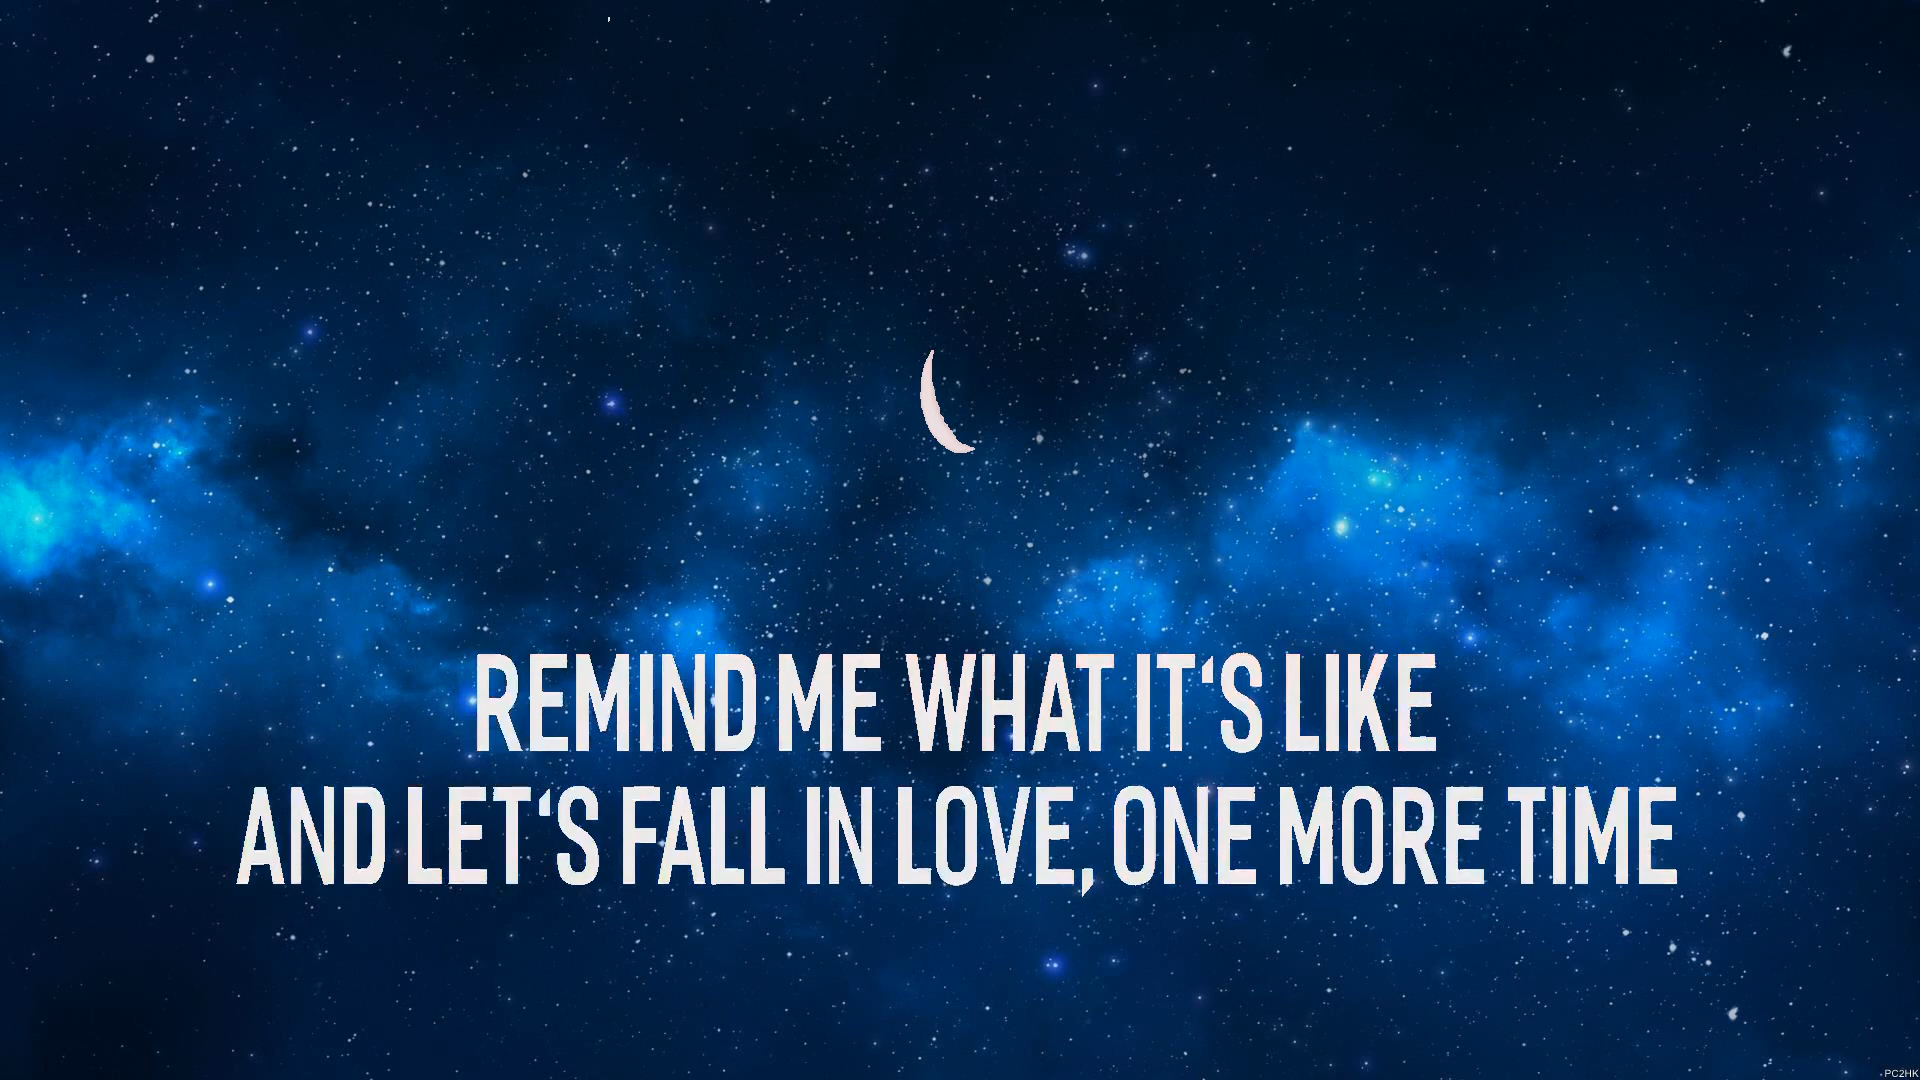 REMIND ME WHAT IT‘S LIKE
AND LET‘S FALL IN LOVE, ONE MORE TIME
PC2HK